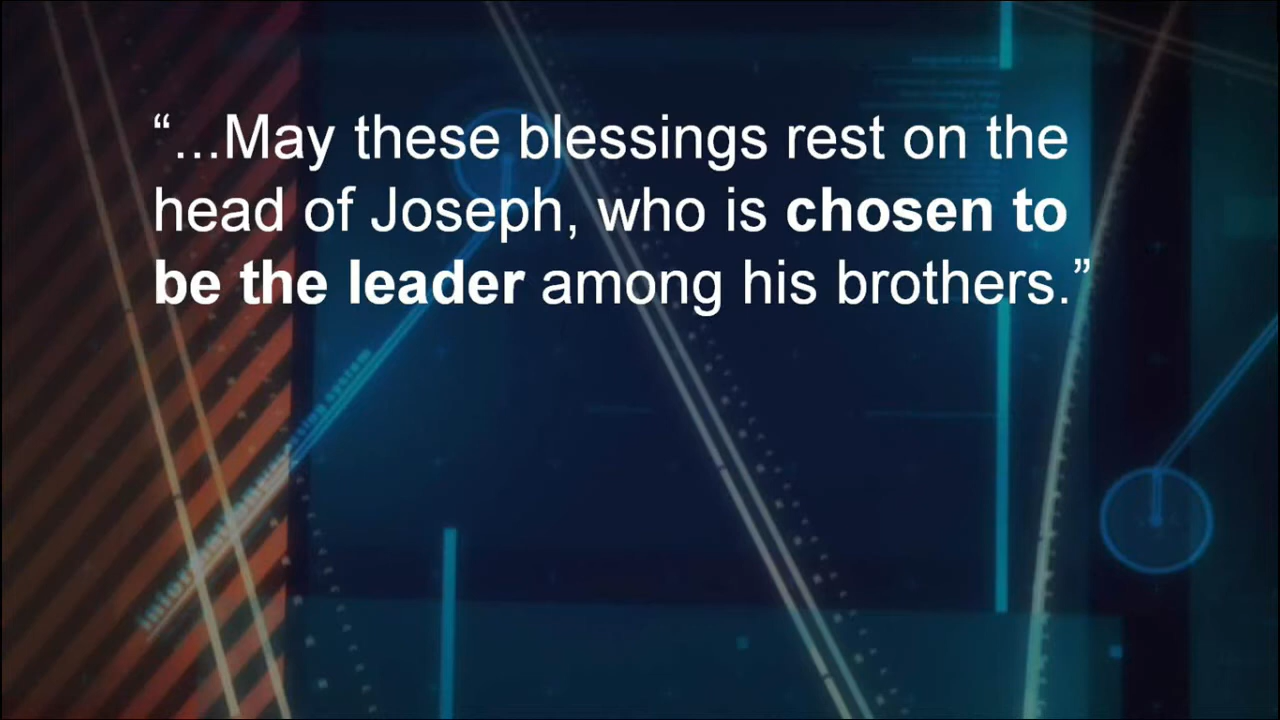 “...May these blessings rest on the
head of Joseph, who is chosen to
be the leader among his brothers.”